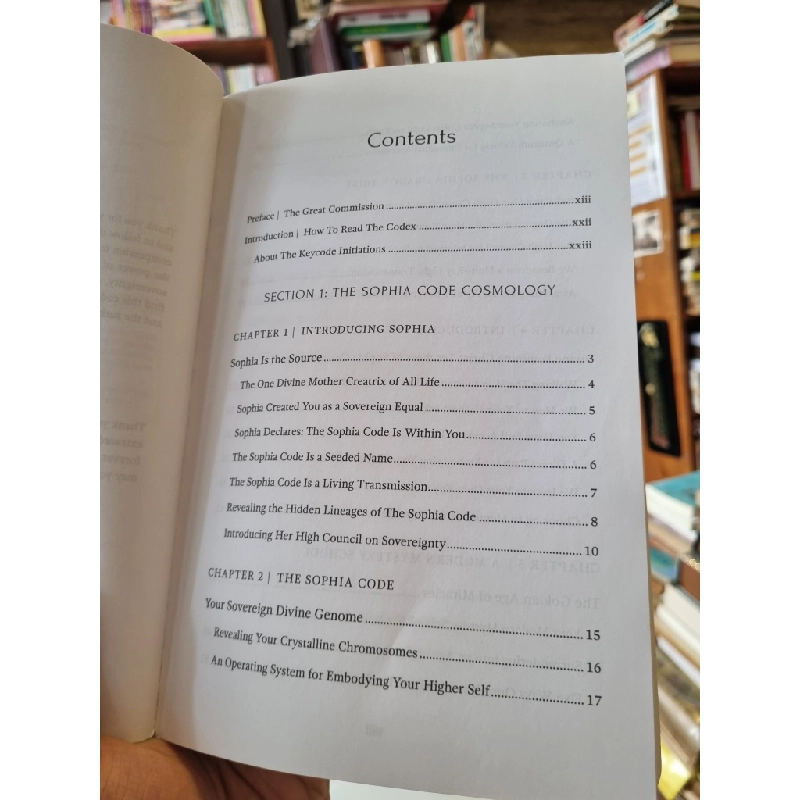 Contents
Preface | The Great Commission ... xiii
Introduction | How To Read The Codex ... xxii
About The Keycode Initiations ... xxiii
SECTION 1: THE SOPHIA CODE COSMOLOGY
CHAPTER 1 | INTRODUCING SOPHIA
Sophia Is the Source ... 3
The One Divine Mother Creatrix of All Life ... 4
Sophia Created You as a Sovereign Equal ... 5
Sophia Declares: The Sophia Code Is Within You ... 6
The Sophia Code Is a Seeded Name ... 6
The Sophia Code Is a Living Transmission ... 7
Revealing the Hidden Lineages of The Sophia Code ... 8
Introducing Her High Council on Sovereignty ... 10
CHAPTER 2 | THE SOPHIA CODE
Your Sovereign Divine Genome ... 15
Revealing Your Crystalline Chromosomes ... 16
An Operating System for Embodying Your Higher Self ... 17